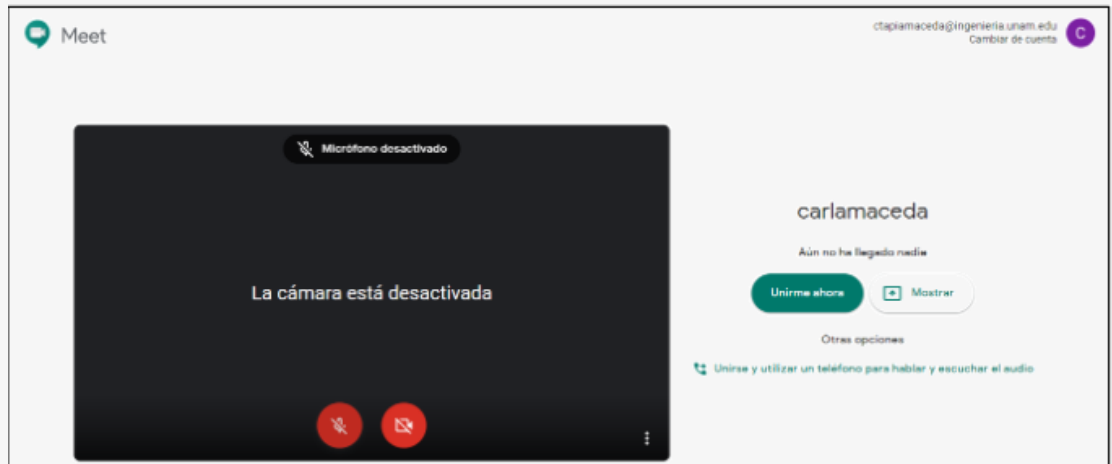 Meet
ctapiamaceda@ingenieria.unam.edu
Cambiar de cuenta
C
Micrófono desactivado
La cámara está desactivada
carlamaceda
Aún no ha llegado nadie
Unirme ahora
Mostrar
Otras opciones
Unirse y utilizar un teléfono para hablar y escuchar el audio